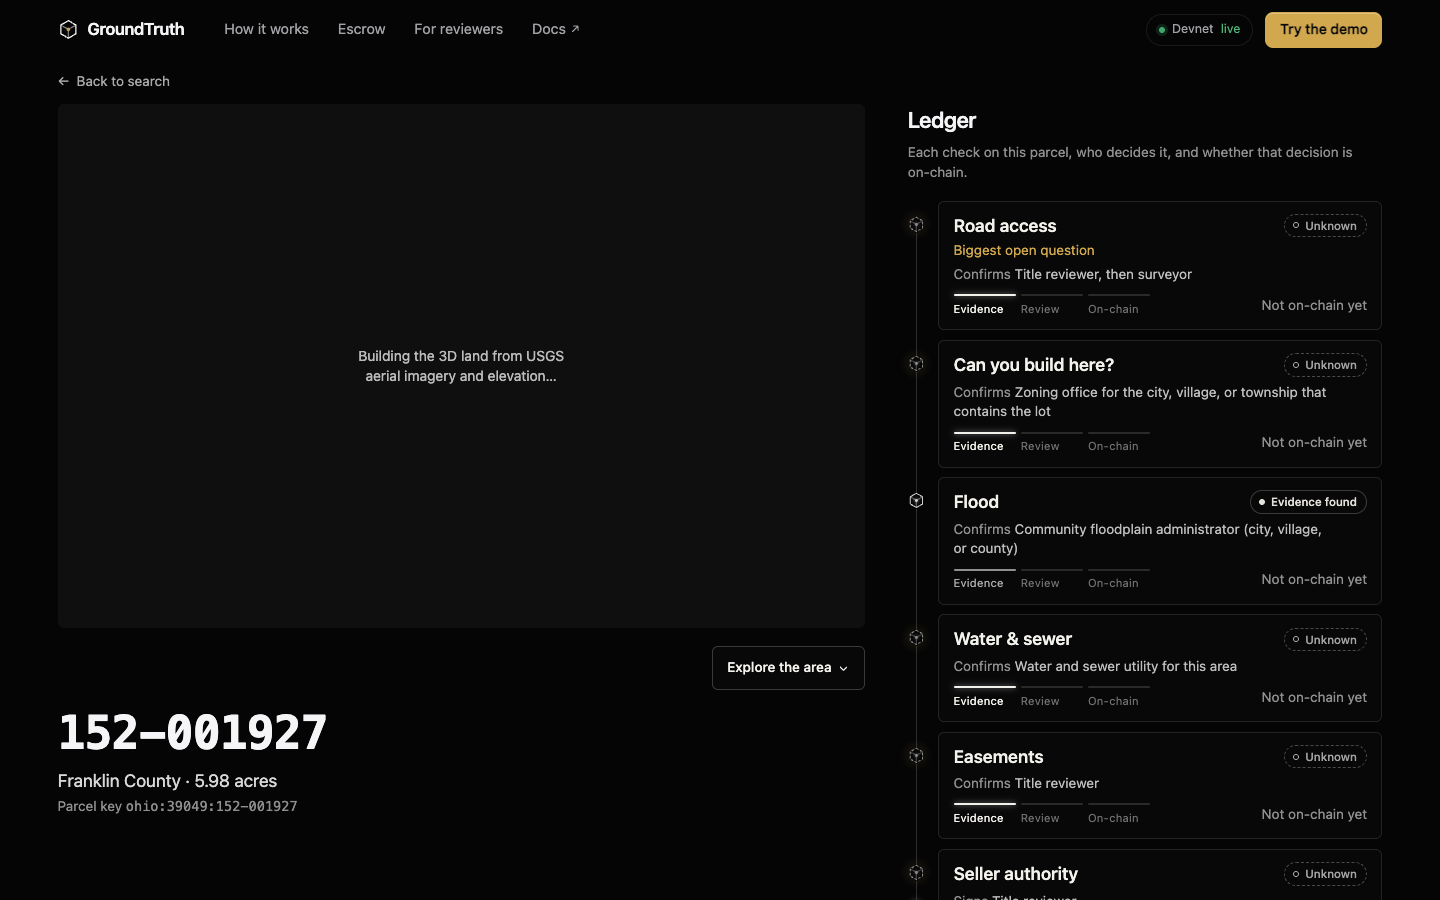 GroundTruth
How it works
Escrow
For reviewers
Docs ↗
Devnet live
Try the demo
← Back to search
Building the 3D land from USGS
aerial imagery and elevation...
Explore the area
152-001927
Franklin County · 5.98 acres
Parcel key ohio:39049:152-001927
Ledger
Each check on this parcel, who decides it, and whether that decision is
on-chain.
Road access
Unknown
Biggest open question
Confirms Title reviewer, then surveyor
Evidence
Review
On-chain
Not on-chain yet
Can you build here?
Unknown
Confirms Zoning office for the city, village, or township that
contains the lot
Evidence
Review
On-chain
Not on-chain yet
Flood
Evidence found
Confirms Community floodplain administrator (city, village,
or county)
Evidence
Review
On-chain
Not on-chain yet
Water & sewer
Unknown
Confirms Water and sewer utility for this area
Evidence
Review
On-chain
Not on-chain yet
Easements
Unknown
Confirms Title reviewer
Evidence
Review
On-chain
Not on-chain yet
Seller authority
Unknown
Signs Title reviewer